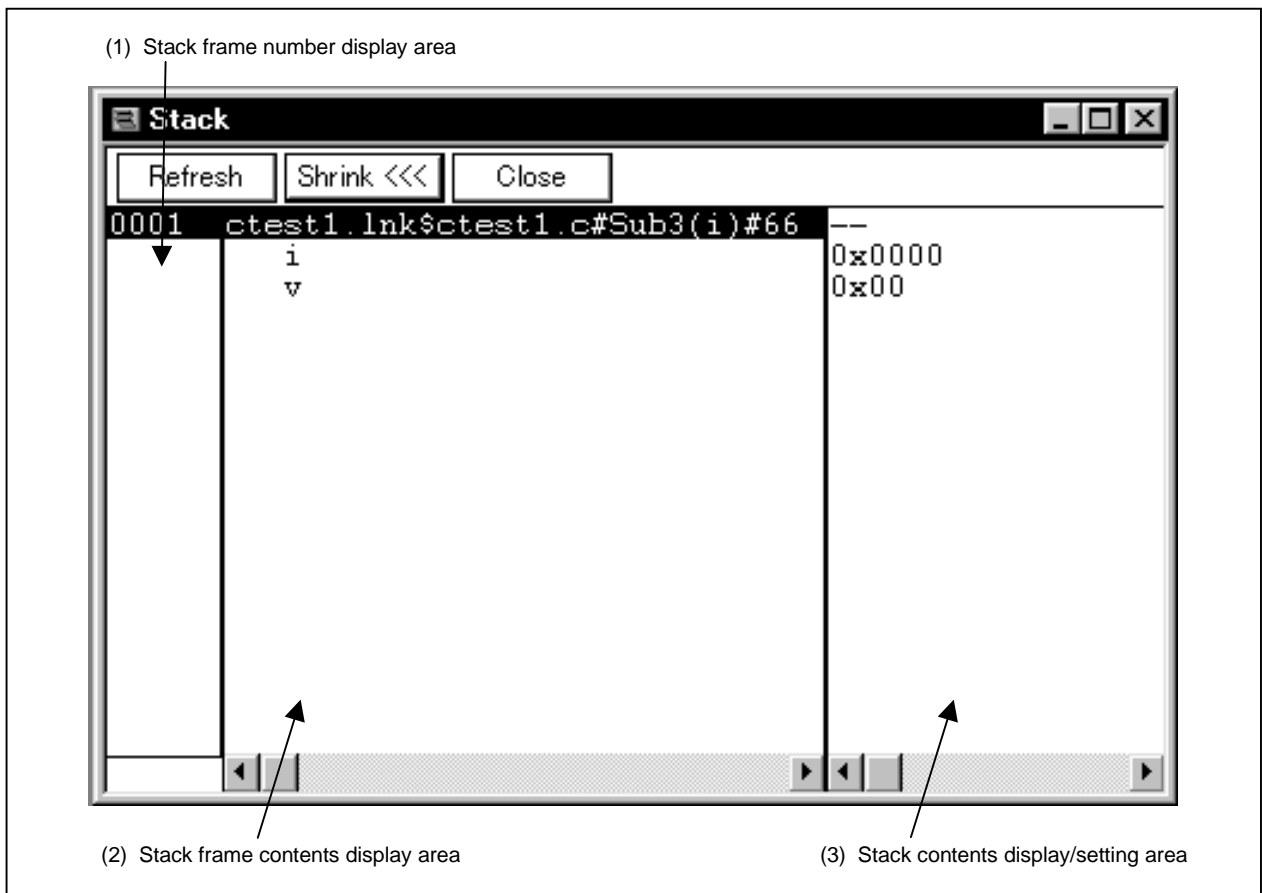 (1) Stack frame number display area
Stack
Refresh Shrink <<< Close
0001 ctest1.lnk$ctest1.c#Sub3(i)#66 --
i 0x0000
v 0x00
(2) Stack frame contents display area (3) Stack contents display/setting area